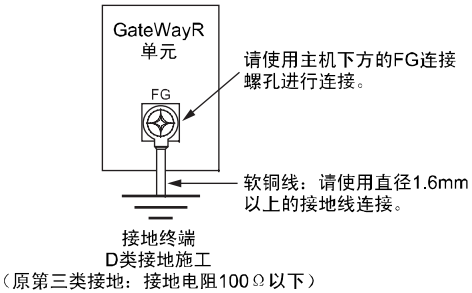 GateWayR
单元
FG
请使用主机下方的FG连接
螺孔进行连接。
软铜线：请使用直径1.6mm
以上的接地线连接。
接地终端
D类接地施工
（原第三类接地：接地电阻100Ω以下）